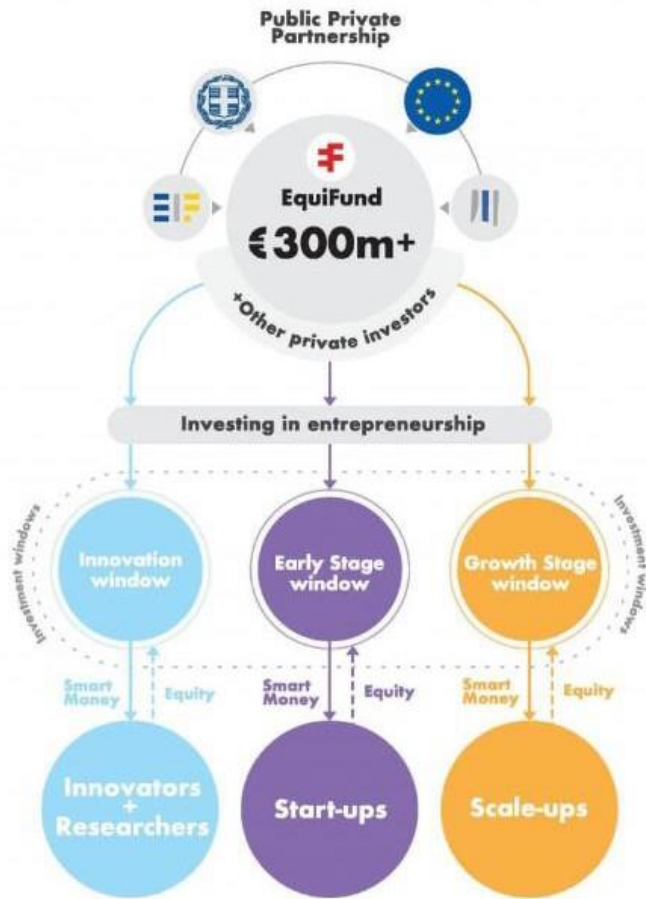 Public Private
Partnership
EIF
EquiFund
€300m+
+Other private investors
Investing in entrepreneurship
Investment windows
Investment windows
Innovation
window
Early Stage
window
Growth Stage
window
Smart
Money
Equity
Smart
Money
Equity
Smart
Money
Equity
Innovators
+
Researchers
Start-ups
Scale-ups